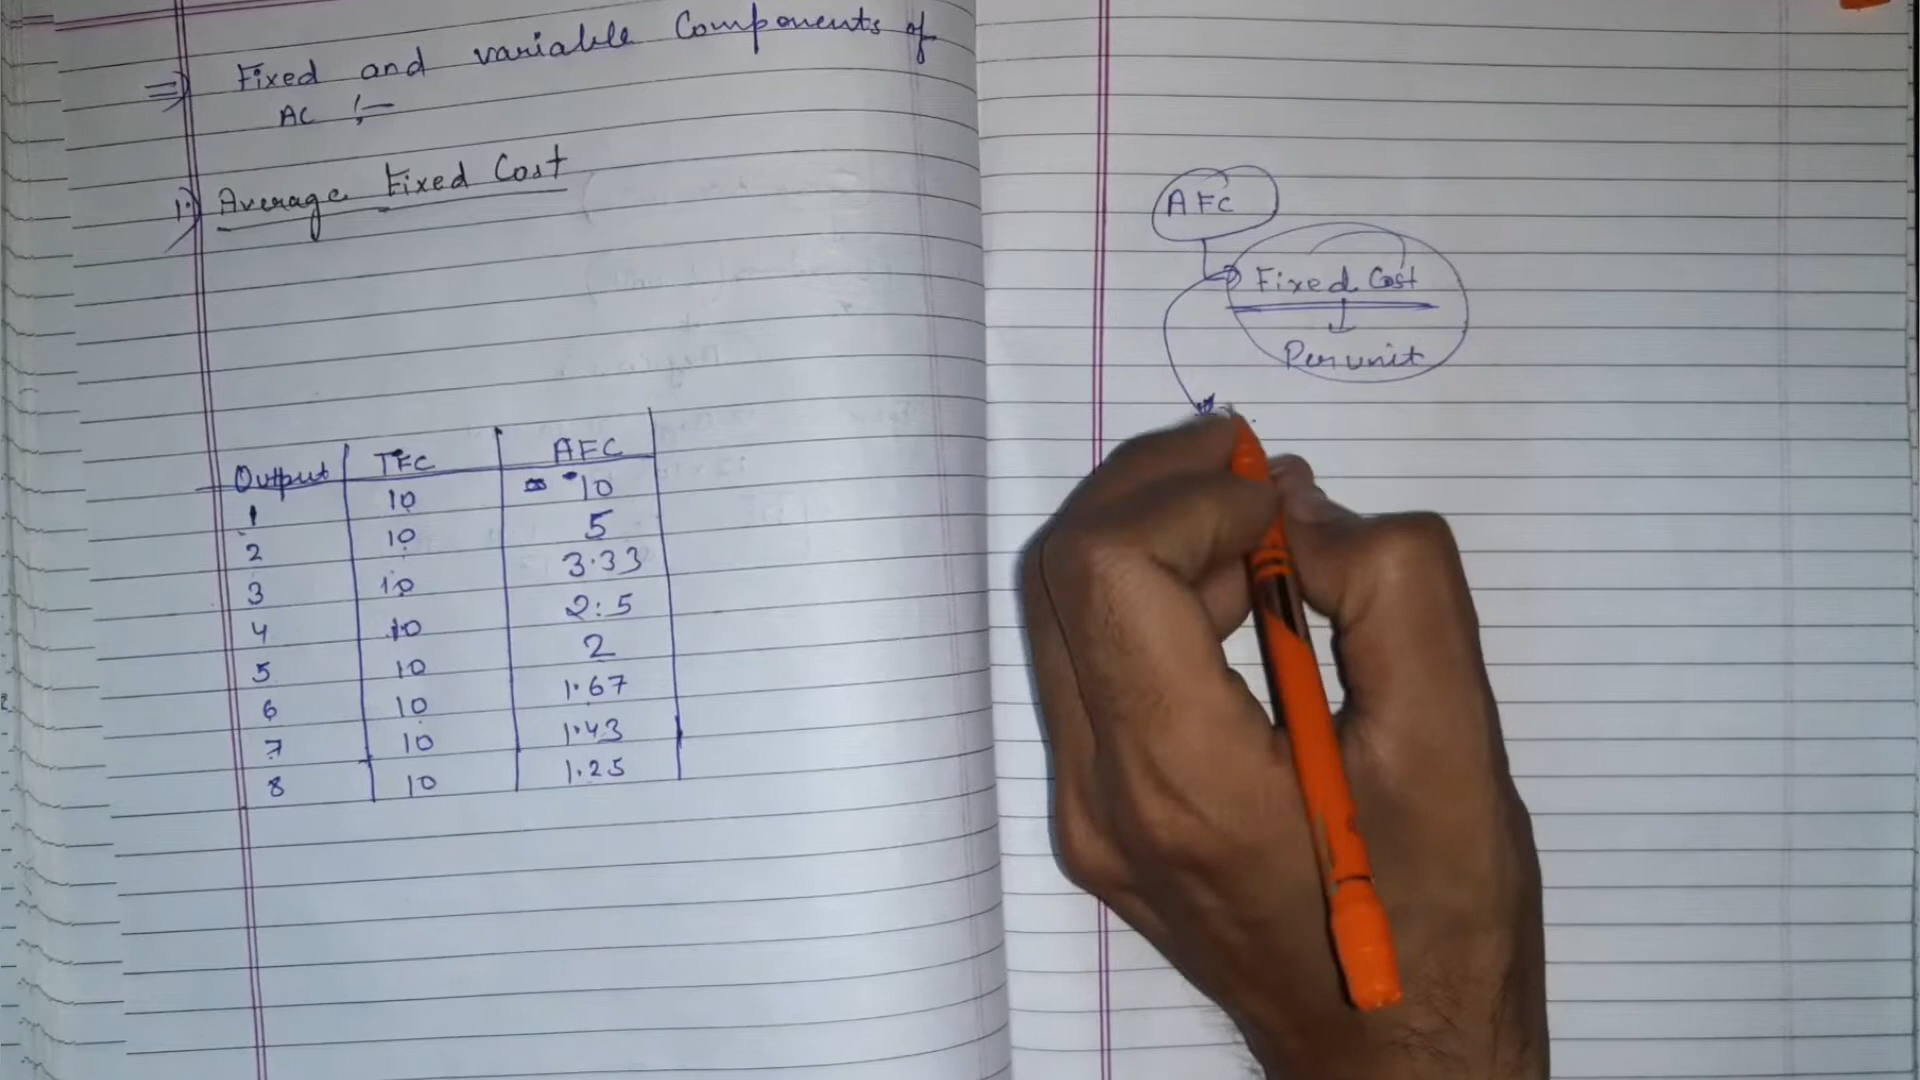 => Fixed and variable Components of
AC :-
1.) Average Fixed Cost
Output TFC AFC
1 10 10
2 10 5
3 10 3.33
4 10 2.5
5 10 2
6 10 1.67
7 10 1.43
8 10 1.25
AFC
Fixed Cost
Per unit